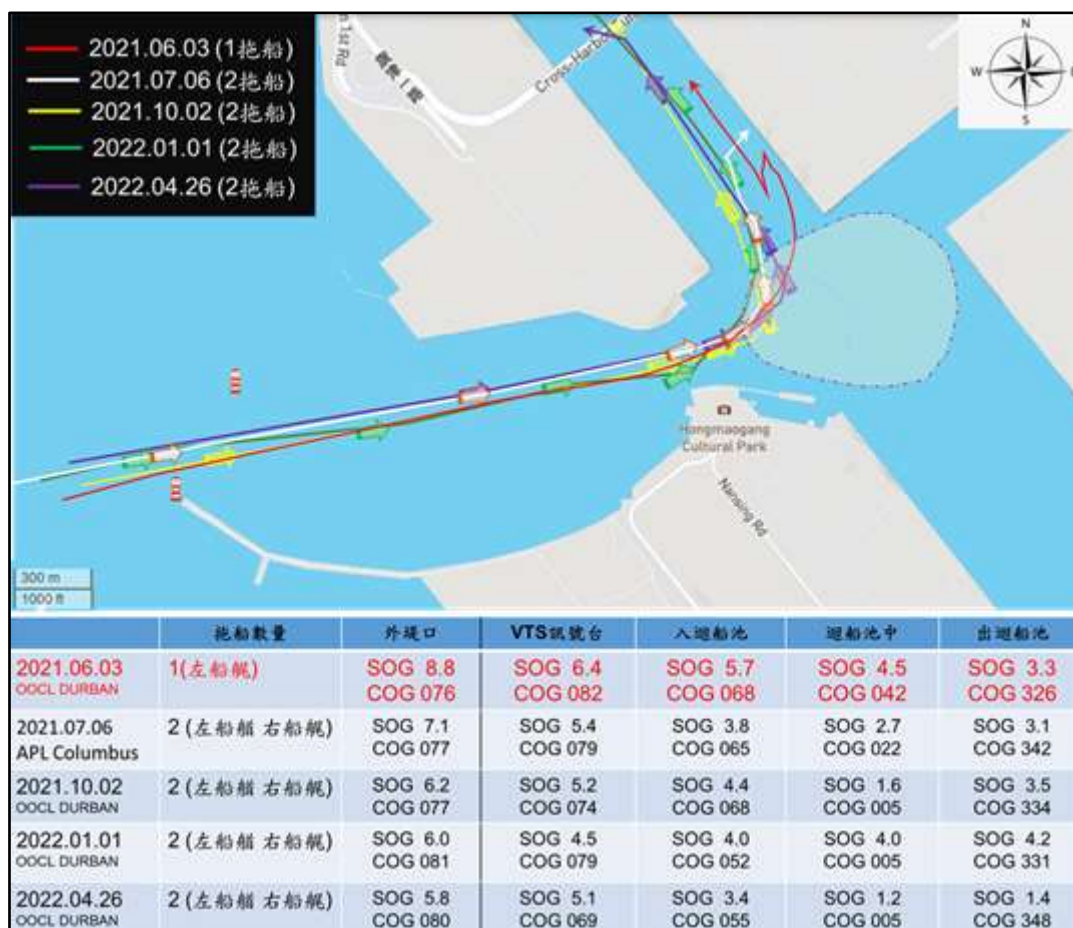 2021.06.03 (1拖船)
2021.07.06 (2拖船)
2021.10.02 (2拖船)
2022.01.01 (2拖船)
2022.04.26 (2拖船)
n 1st Rd
Cross-Harbor
N
W
S
Hongmaogang
Cultural Park
Nansing Rd
300 m
1000 ft
拖船數量 外堤口 VTS訊號台 入迴船池 迴船池中 出迴船池
2021.06.03 1(左船艉) SOG 8.8 SOG 6.4 SOG 5.7 SOG 4.5 SOG 3.3
OOCL DURBAN COG 076 COG 082 COG 068 COG 042 COG 326
2021.07.06 2 (左船艏 右船艉) SOG 7.1 SOG 5.4 SOG 3.8 SOG 2.7 SOG 3.1
APL Columbus COG 077 COG 079 COG 065 COG 022 COG 342
2021.10.02 2 (左船艏 右船艉) SOG 6.2 SOG 5.2 SOG 4.4 SOG 1.6 SOG 3.5
OOCL DURBAN COG 077 COG 074 COG 068 COG 005 COG 334
2022.01.01 2 (左船艏 右船艉) SOG 6.0 SOG 4.5 SOG 4.0 SOG 4.0 SOG 4.2
OOCL DURBAN COG 081 COG 079 COG 052 COG 005 COG 331
2022.04.26 2 (左船艏 右船艉) SOG 5.8 SOG 5.1 SOG 3.4 SOG 1.2 SOG 1.4
OOCL DURBAN COG 080 COG 069 COG 055 COG 005 COG 348